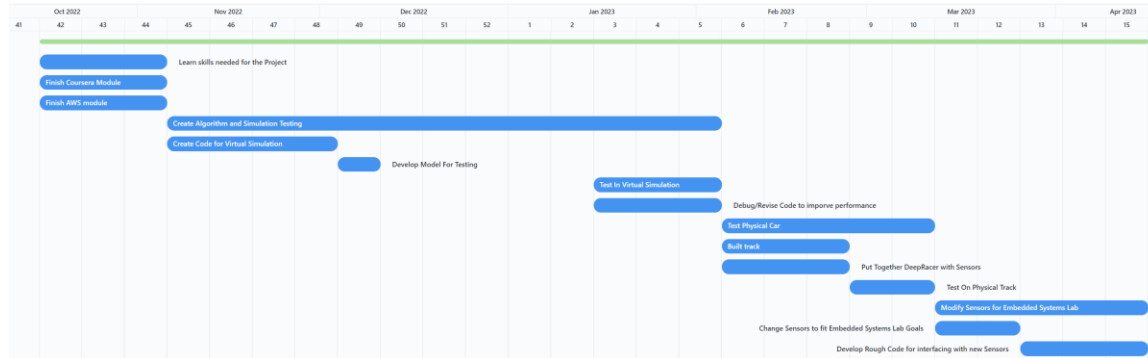 Oct 2022 Nov 2022 Dec 2022 Jan 2023 Feb 2023 Mar 2023 Apr 2023
41 42 43 44 45 46 47 48 49 50 51 52 1 2 3 4 5 6 7 8 9 10 11 12 13 14 15
Learn skills needed for the Project
Finish Coursera Module
Finish AWS module
Create Algorithm and Simulation Testing
Create Code for Virtual Simulation
Develop Model For Testing
Test In Virtual Simulation
Debug/Revise Code to imporve performance
Test Physical Car
Built track
Put Together DeepRacer with Sensors
Test On Physical Track
Modify Sensors for Embedded Systems Lab
Change Sensors to fit Embedded Systems Lab Goals
Develop Rough Code for interfacing with new Sensors